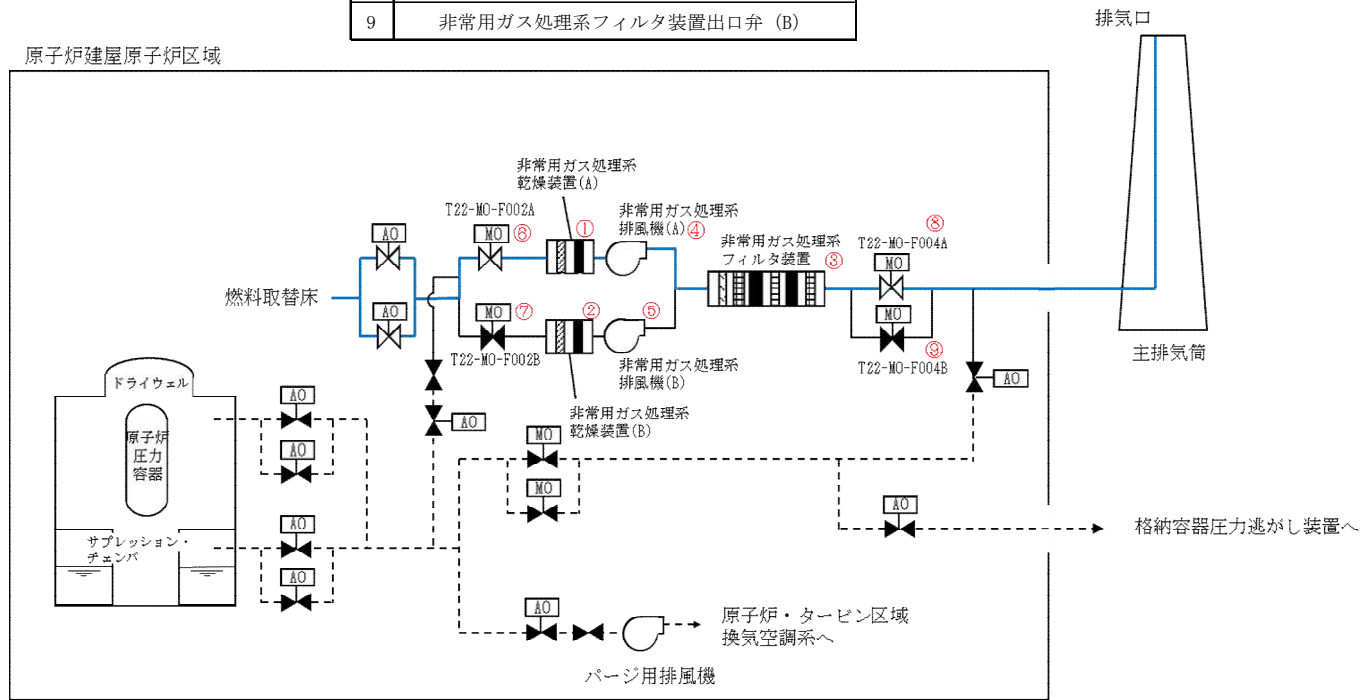 9 非常用ガス処理系フィルタ装置出口弁 (B)
排気口
原子炉建屋原子炉区域
非常用ガス処理系
乾燥装置(A)
T22-MO-F002A
非常用ガス処理系
排風機(A)
④
⑧
AO
MO
⑥
①
非常用ガス処理系
フィルタ装置
③
T22-MO-F004A
MO
燃料取替床
AO
MO
⑦
②
⑤
MO
⑨
T22-MO-F002B
非常用ガス処理系
排風機(B)
T22-MO-F004B
主排気筒
ドライウェル
AO
AO
非常用ガス処理系
乾燥装置(B)
AO
原子炉
圧力
容器
AO
MO
MO
AO
サプレッション・
チェンバ
AO
AO
格納容器圧力逃がし装置へ
AO
原子炉・タービン区域
換気空調系へ
パージ用排風機